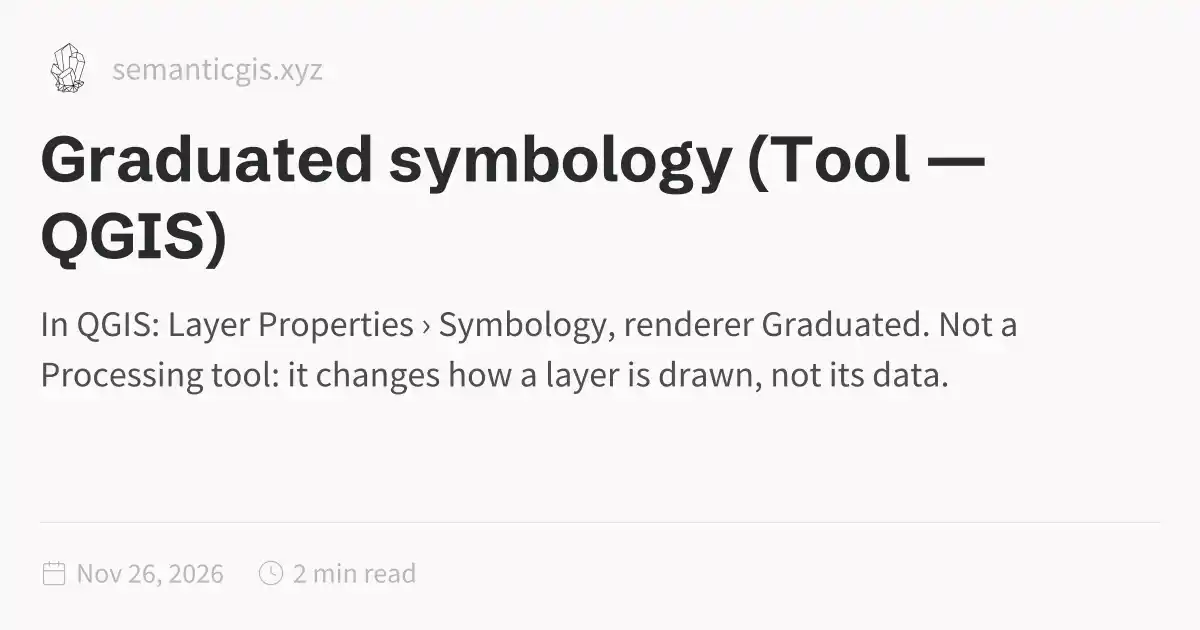 semanticgis.xyz
Graduated symbology (Tool —
QGIS)
In QGIS: Layer Properties › Symbology, renderer Graduated. Not a
Processing tool: it changes how a layer is drawn, not its data.
Nov 26, 2026 2 min read